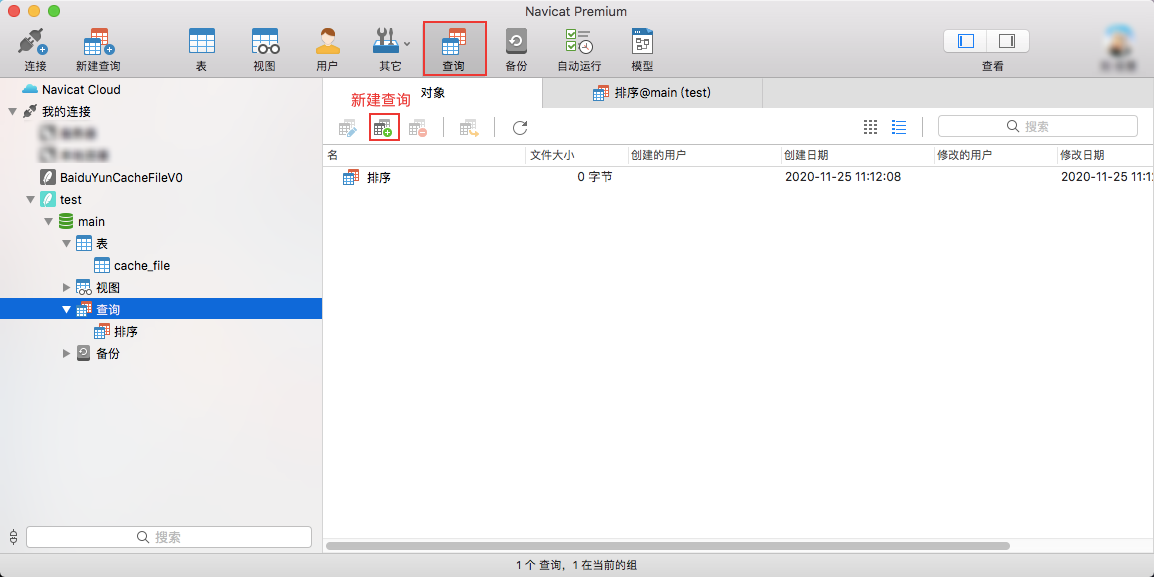 Navicat Premium
连接 新建查询 表 视图 用户 其它 查询 备份 自动运行 模型 查看
Navicat Cloud
我的连接
BaiduYunCacheFileV0
test
main
表
cache_file
视图
查询
排序
备份
搜索
新建查询 对象 排序@main (test)
搜索
名 文件大小 创建的用户 创建日期 修改的用户 修改日期
排序 0 字节 2020-11-25 11:12:08 2020-11-25 11:1
1 个 查询，1 在当前的组